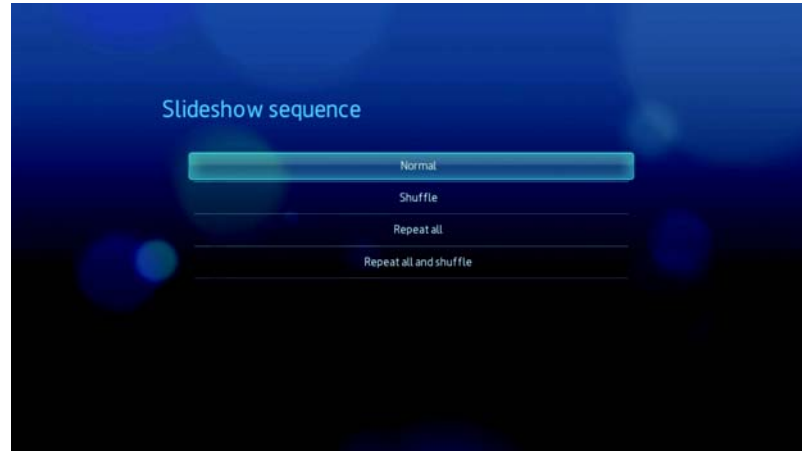 Slideshow sequence
Normal
Shuffle
Repeat all
Repeat all and shuffle